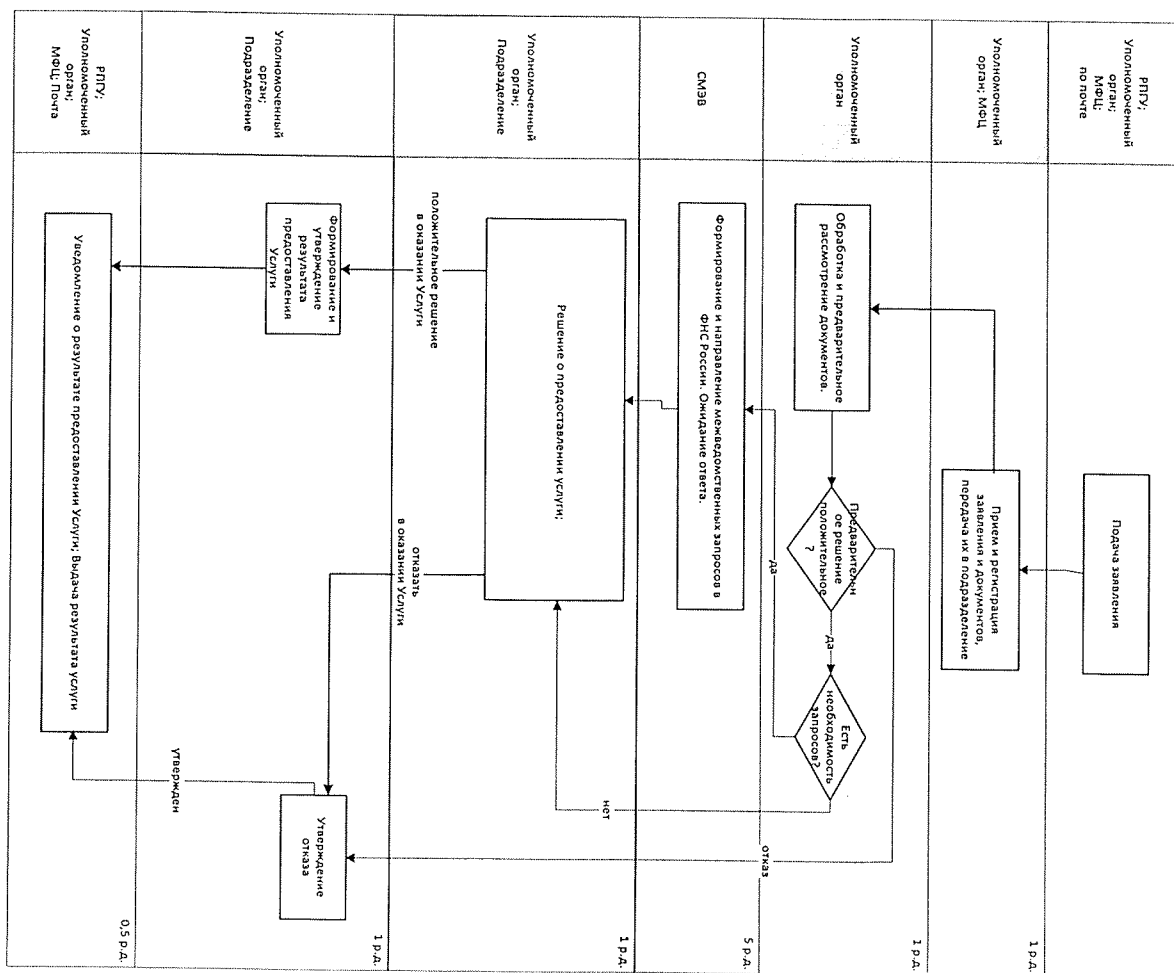 РПГУ;
Уполномоченный
орган;
МФЦ;
по почте
Подача заявления
Уполномоченный
орган; МФЦ
Прием и регистрация
заявления и документов,
передача их в подразделение
1 р.д.
Уполномоченный
орган
Обработка и предварительное
рассмотрение документов.
Предварительн
ое решение
положительное
?
да
Есть
необходимость
запросов?
да
нет
отказ
1 р.д.
СМЭВ
Формирование и направление межведомственных запросов в
ФНС России. Ожидание ответа.
5 р.д.
Уполномоченный
орган;
Подразделение
Решение о предоставлении услуги;
1 р.д.
положительное решение
в оказании Услуги
отказать
в оказании Услуги
Уполномоченный
орган;
Подразделение
Формирование и
утверждение
результата
предоставления
Услуги
Утверждение
отказа
1 р.д.
утвержден
РПГУ;
Уполномоченный
орган;
МФЦ; Почта
Уведомление о результате предоставлении Услуги; Выдача результата услуги
0,5 р.д.